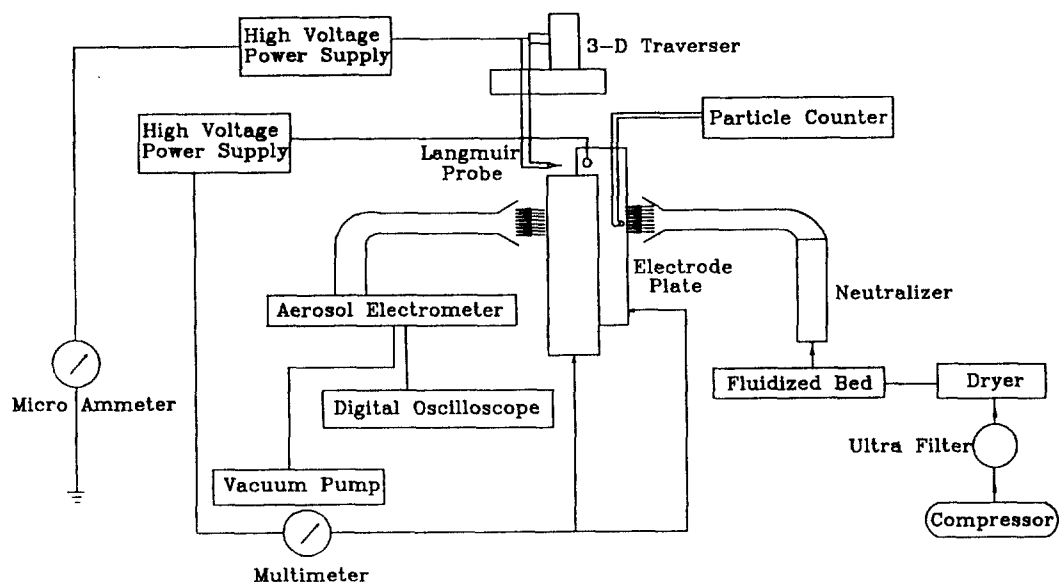 High Voltage
Power Supply
3-D Traverser
High Voltage
Power Supply
Particle Counter
Langmuir
Probe
Electrode
Plate
Neutralizer
Aerosol Electrometer
Micro Ammeter
Digital Oscilloscope
Fluidized Bed
Dryer
Ultra Filter
Vacuum Pump
Compressor
Multimeter